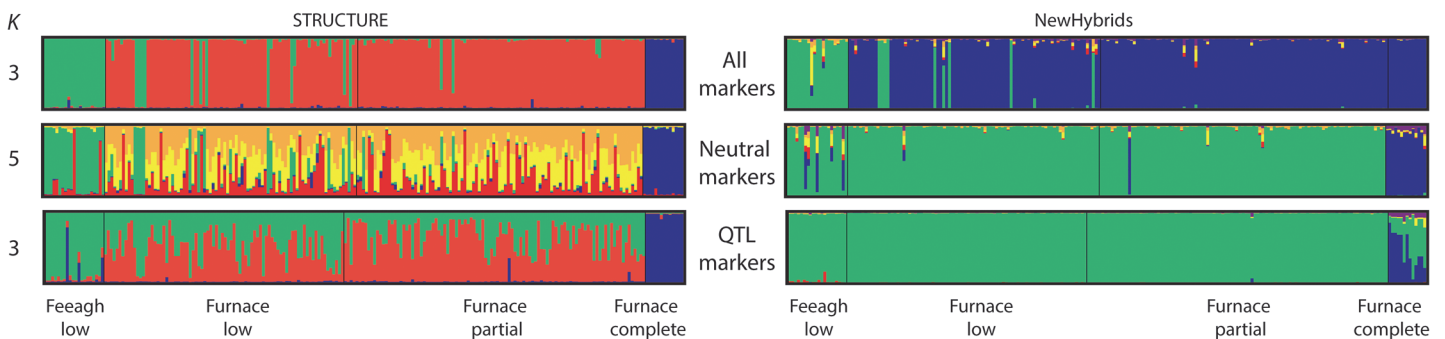 K
STRUCTURE
NewHybrids
3
All
markers
5
Neutral
markers
3
QTL
markers
Feeagh
low
Furnace
low
Furnace
partial
Furnace
complete
Feeagh
low
Furnace
low
Furnace
partial
Furnace
complete